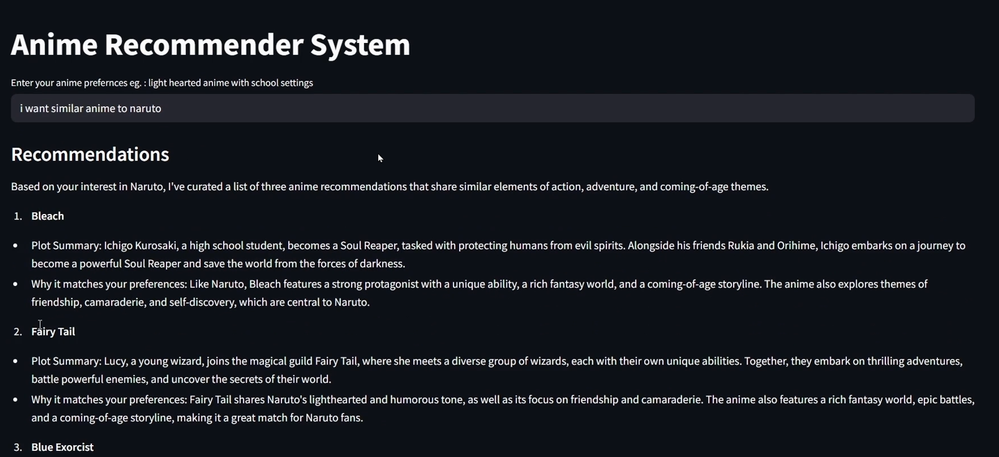 Anime Recommender System
Enter your anime prefernces eg. : light hearted anime with school settings
i want similar anime to naruto
Recommendations
Based on your interest in Naruto, I've curated a list of three anime recommendations that share similar elements of action, adventure, and coming-of-age themes.
1. Bleach
• Plot Summary: Ichigo Kurosaki, a high school student, becomes a Soul Reaper, tasked with protecting humans from evil spirits. Alongside his friends Rukia and Orihime, Ichigo embarks on a journey to
become a powerful Soul Reaper and save the world from the forces of darkness.
• Why it matches your preferences: Like Naruto, Bleach features a strong protagonist with a unique ability, a rich fantasy world, and a coming-of-age storyline. The anime also explores themes of
friendship, camaraderie, and self-discovery, which are central to Naruto.
2. Fairy Tail
• Plot Summary: Lucy, a young wizard, joins the magical guild Fairy Tail, where she meets a diverse group of wizards, each with their own unique abilities. Together, they embark on thrilling adventures,
battle powerful enemies, and uncover the secrets of their world.
• Why it matches your preferences: Fairy Tail shares Naruto's lighthearted and humorous tone, as well as its focus on friendship and camaraderie. The anime also features a rich fantasy world, epic battles,
and a coming-of-age storyline, making it a great match for Naruto fans.
3. Blue Exorcist